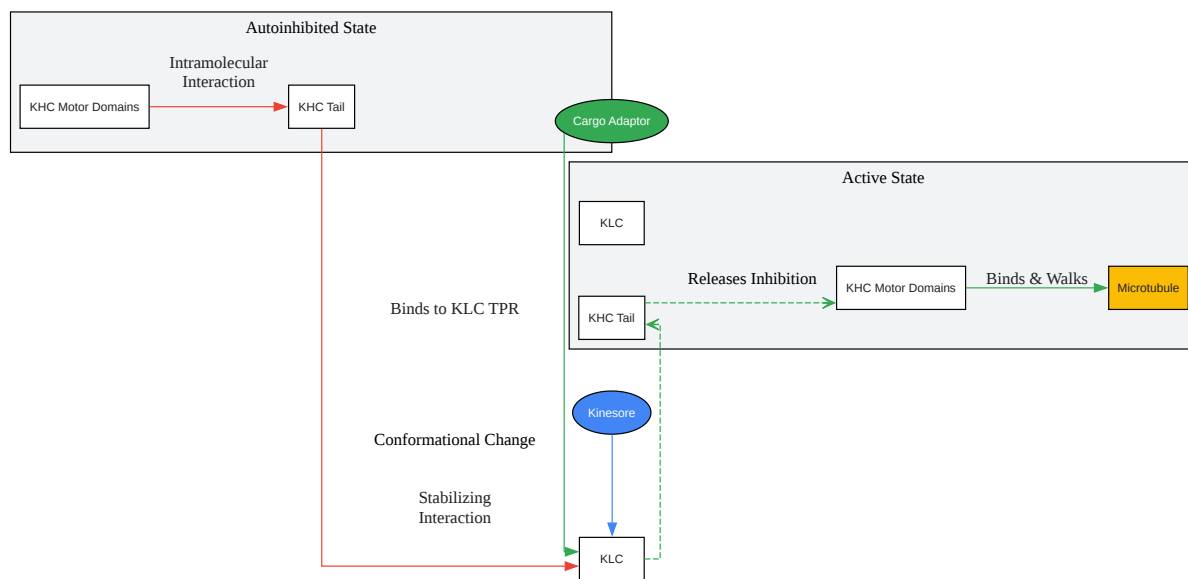 Autoinhibited State
Intramolecular
Interaction
KHC Motor Domains
KHC Tail
Cargo Adaptor
Active State
KLC
Releases Inhibition
KHC Motor Domains
Binds & Walks
Microtubule
KHC Tail
Binds to KLC TPR
Kinesore
Conformational Change
Stabilizing
Interaction
KLC